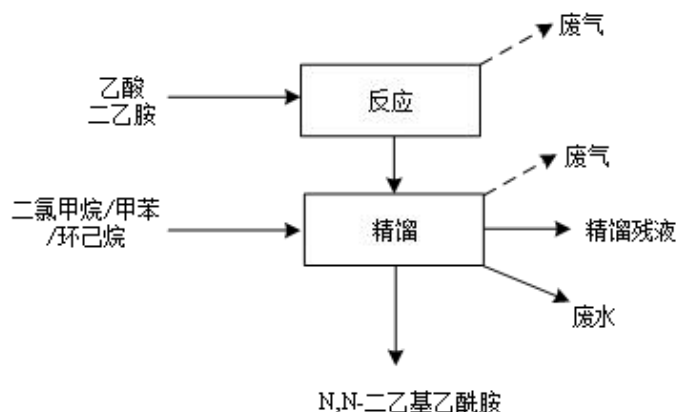 废气
乙酸
二乙胺
反应
废气
二氯甲烷/甲苯
/环己烷
精馏
精馏残液
废水
N,N-二乙基乙酰胺